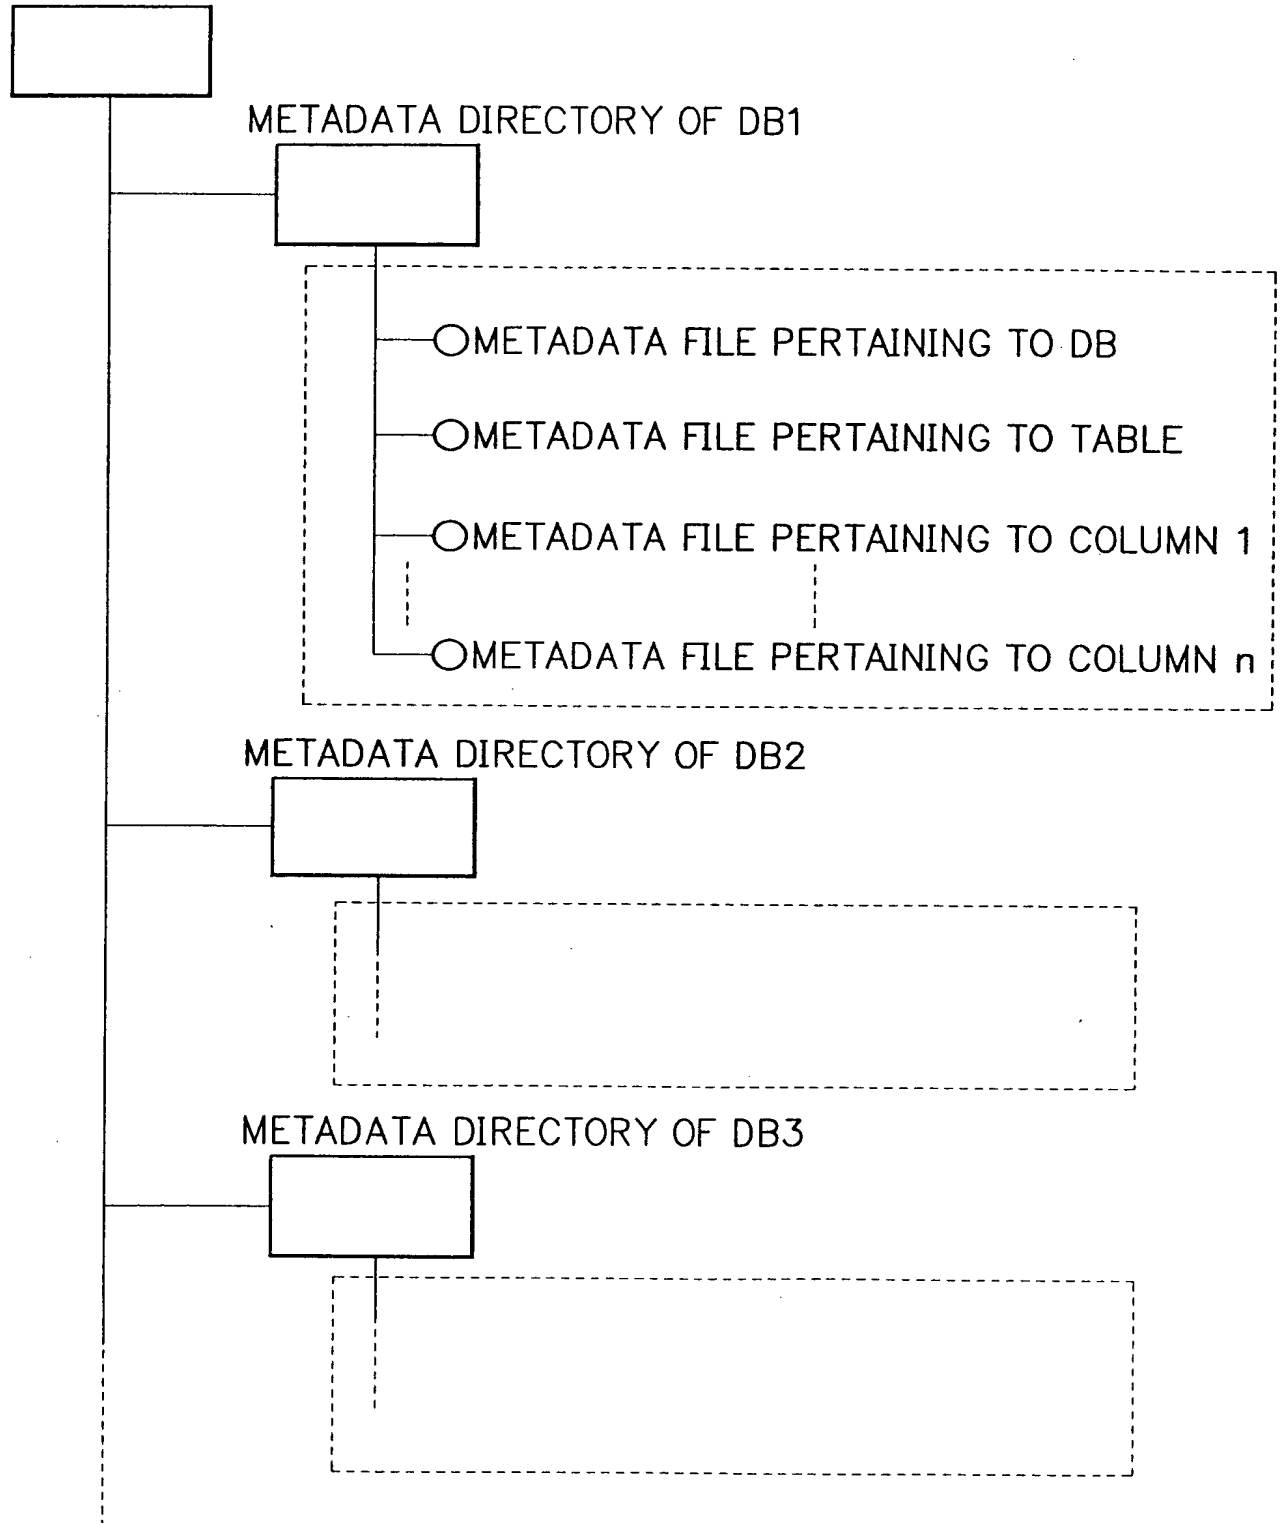 METADATA DIRECTORY OF DB1
METADATA FILE PERTAINING TO DB
METADATA FILE PERTAINING TO TABLE
METADATA FILE PERTAINING TO COLUMN 1
METADATA FILE PERTAINING TO COLUMN n
METADATA DIRECTORY OF DB2
METADATA DIRECTORY OF DB3